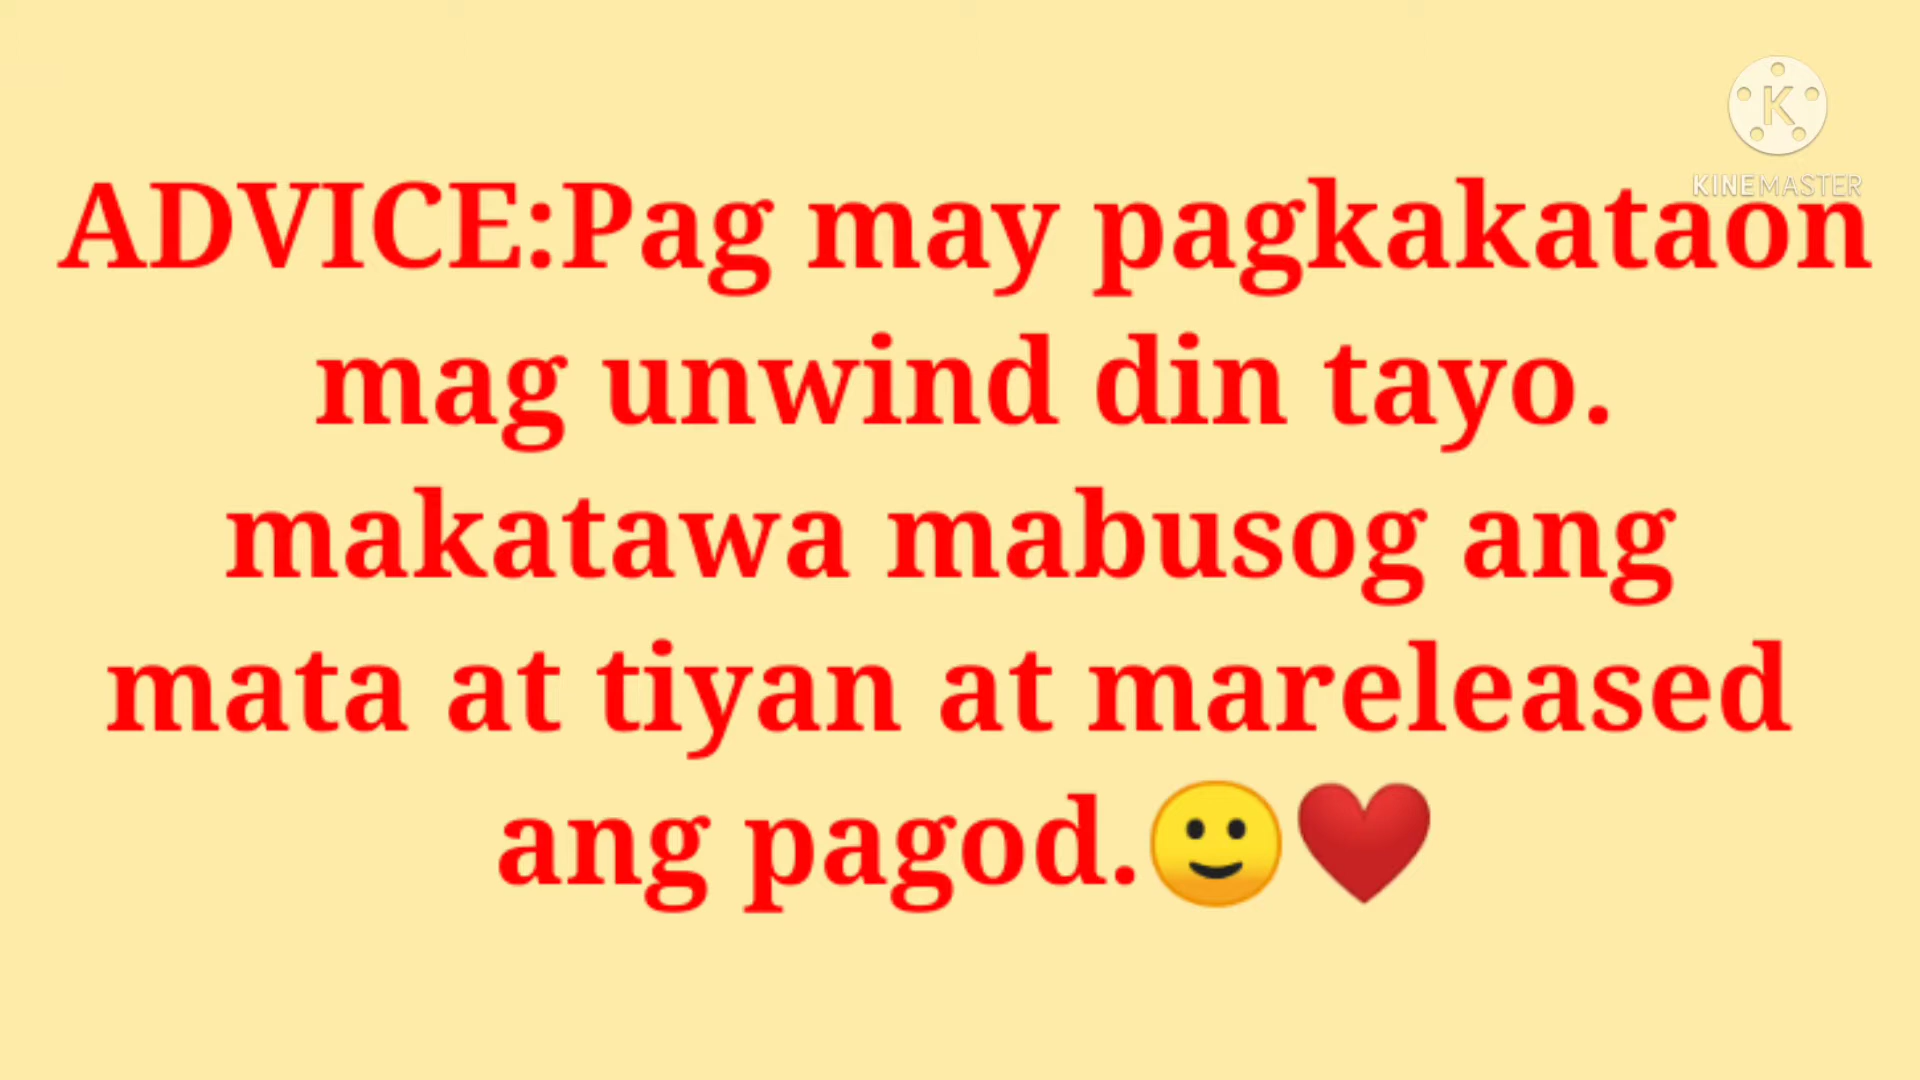 KINEMASTER
ADVICE:Pag may pagkakataon
mag unwind din tayo.
makatawa mabusog ang
mata at tiyan at mareleased
ang pagod.🙂❤️